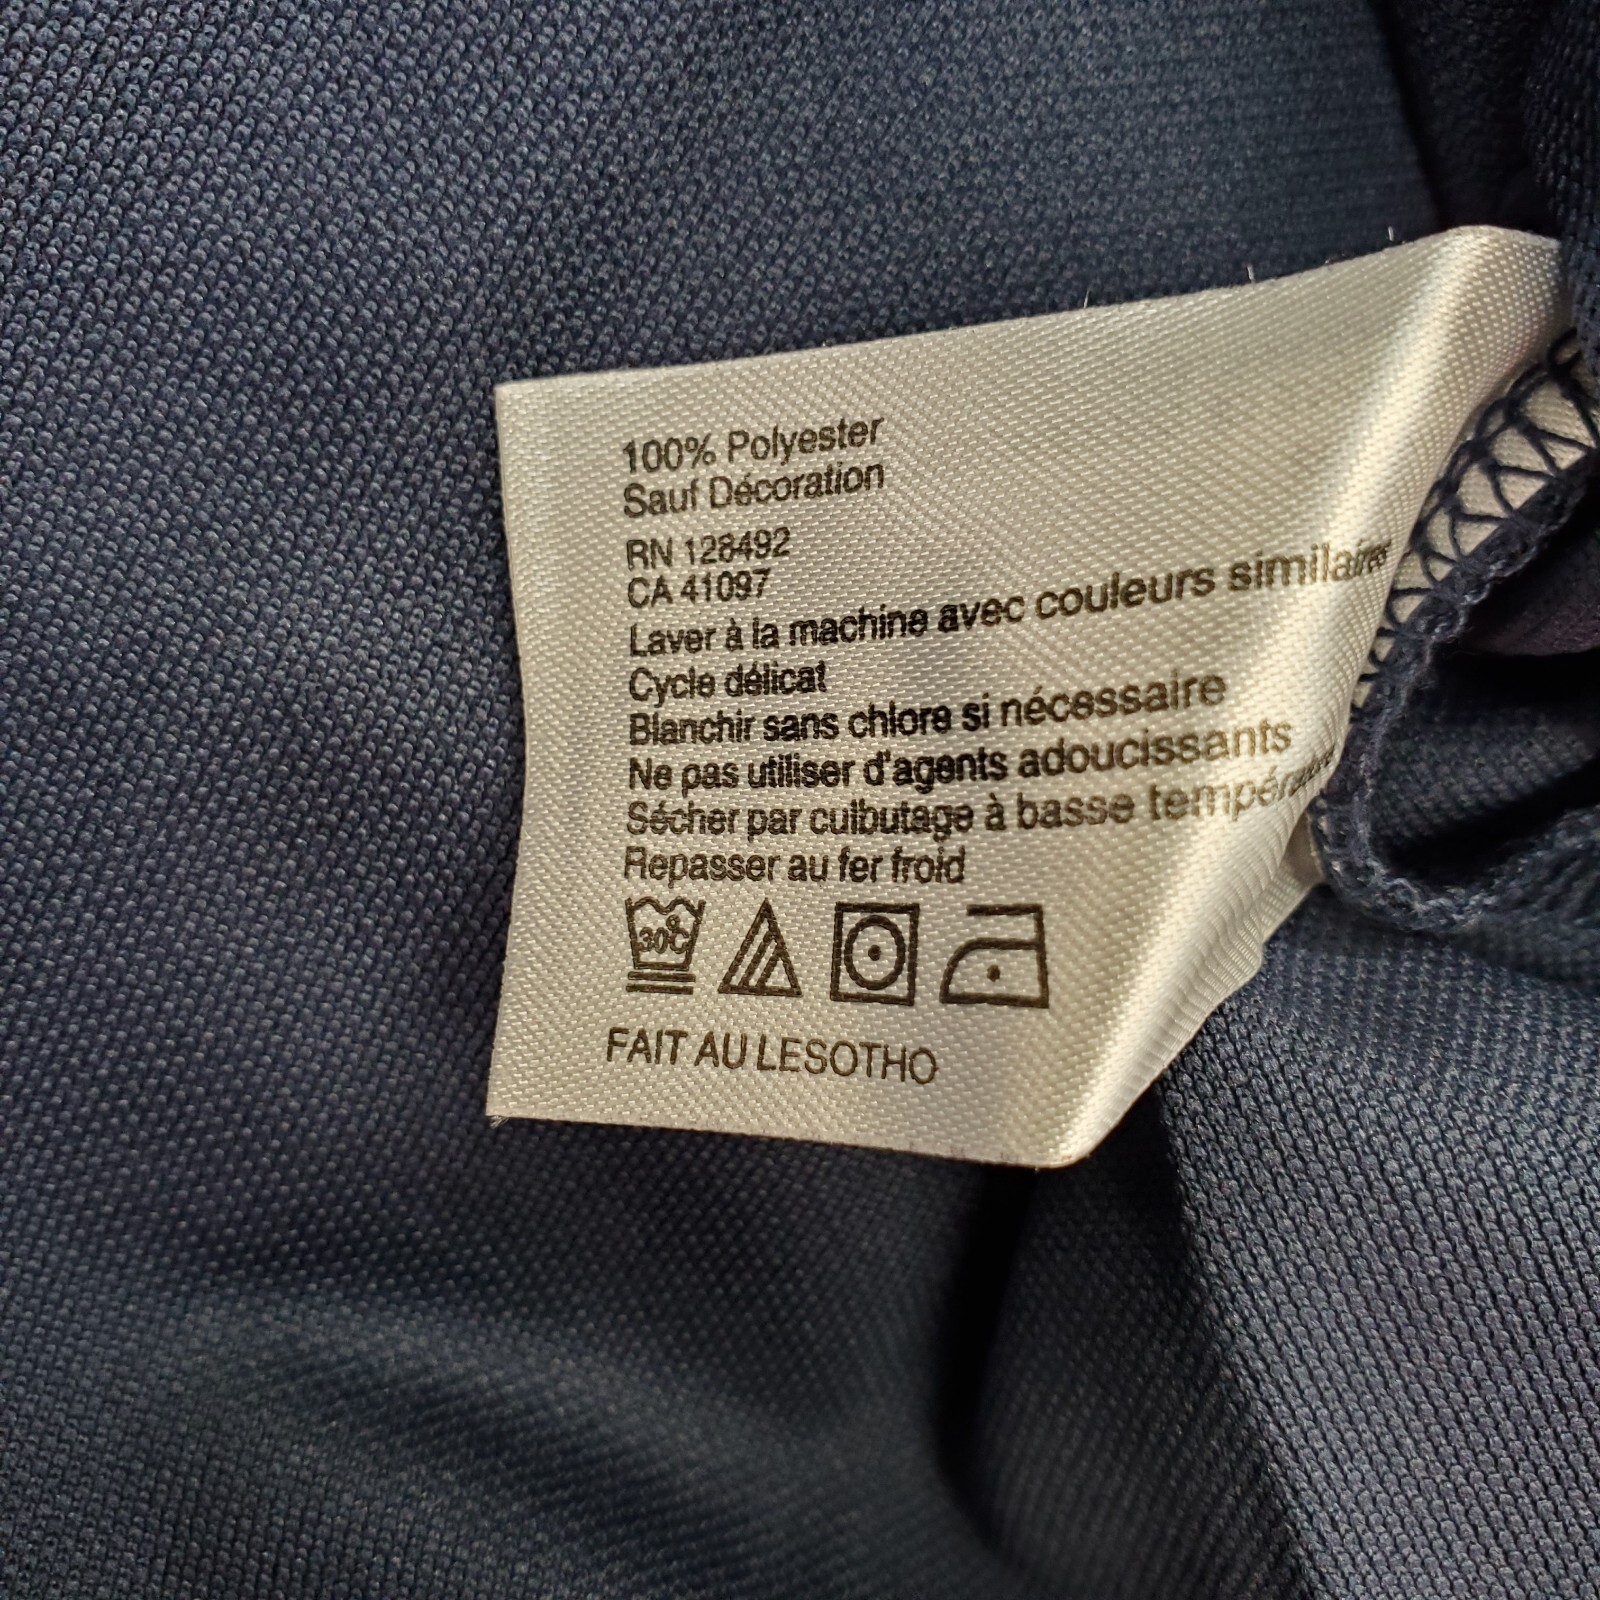 100% Polyester
Sauf Décoration
RN 128492
CA 41097
Laver à la machine avec couleurs similaires
Cycle délicat
Blanchir sans chlore si nécessaire
Ne pas utiliser d'agents adoucissants
Sécher par culbutage à basse
Repasser au fer froid
30°C
FAIT AU LESOTHO